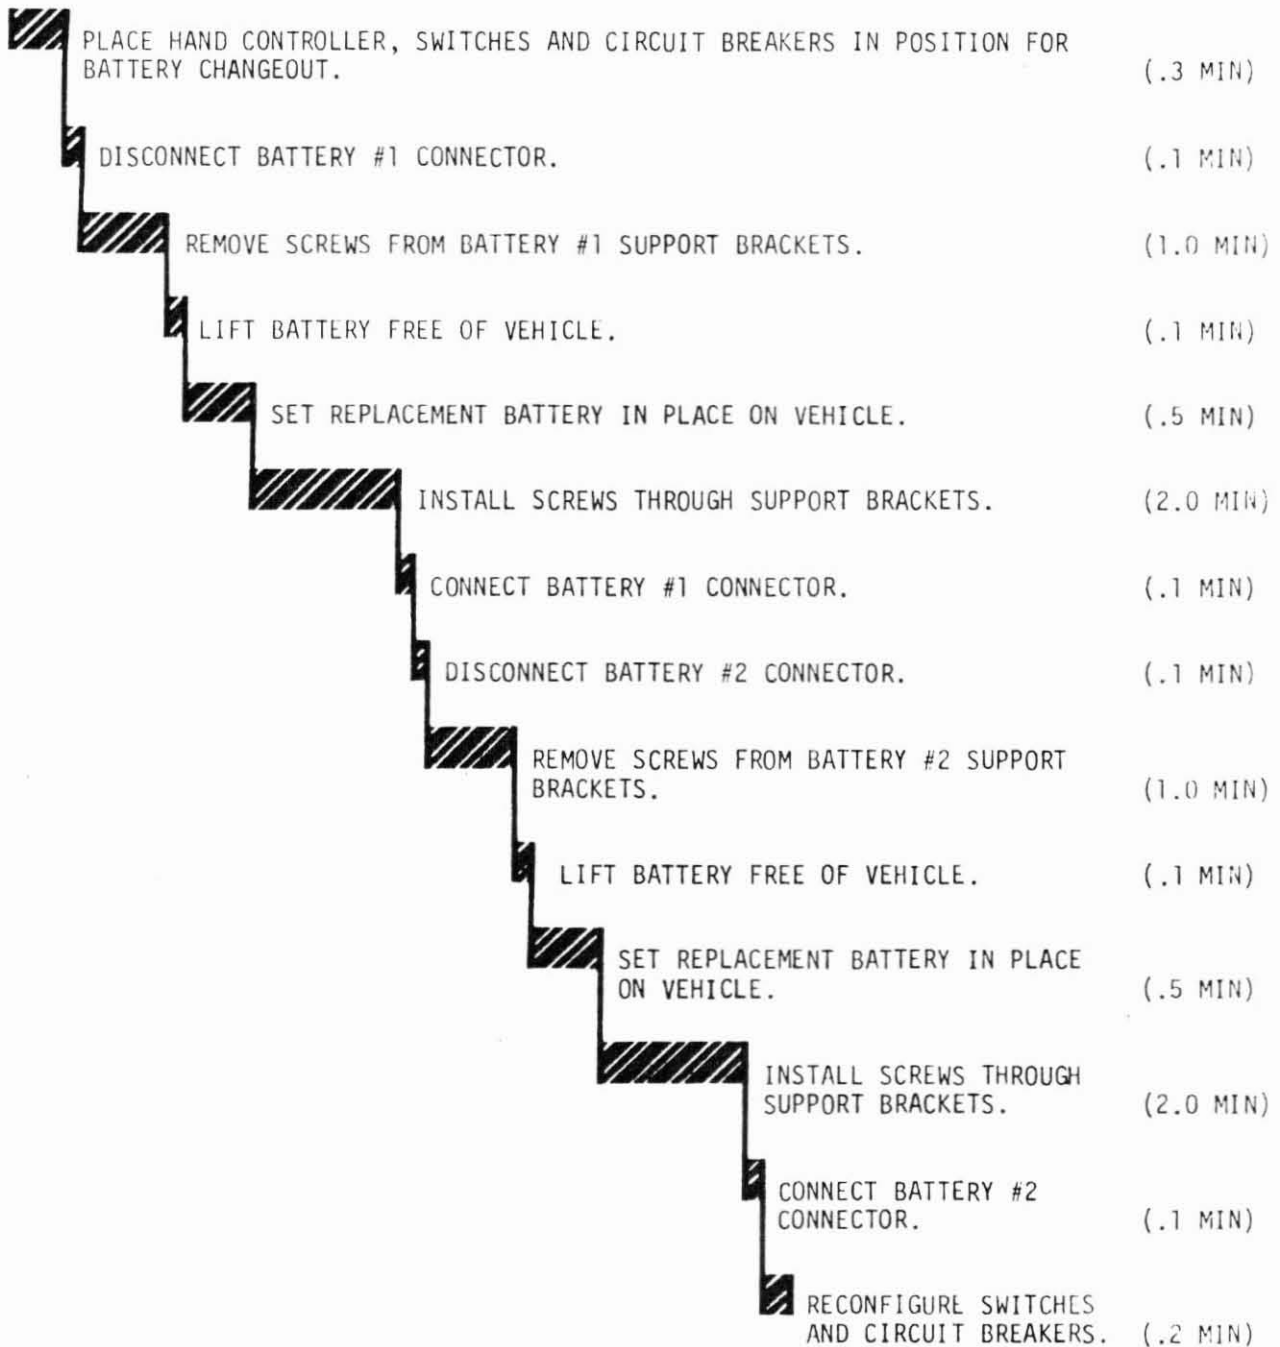 PLACE HAND CONTROLLER, SWITCHES AND CIRCUIT BREAKERS IN POSITION FOR
BATTERY CHANGEOUT. (.3 MIN)
DISCONNECT BATTERY #1 CONNECTOR. (.1 MIN)
REMOVE SCREWS FROM BATTERY #1 SUPPORT BRACKETS. (1.0 MIN)
LIFT BATTERY FREE OF VEHICLE. (.1 MIN)
SET REPLACEMENT BATTERY IN PLACE ON VEHICLE. (.5 MIN)
INSTALL SCREWS THROUGH SUPPORT BRACKETS. (2.0 MIN)
CONNECT BATTERY #1 CONNECTOR. (.1 MIN)
DISCONNECT BATTERY #2 CONNECTOR. (.1 MIN)
REMOVE SCREWS FROM BATTERY #2 SUPPORT
BRACKETS. (1.0 MIN)
LIFT BATTERY FREE OF VEHICLE. (.1 MIN)
SET REPLACEMENT BATTERY IN PLACE
ON VEHICLE. (.5 MIN)
INSTALL SCREWS THROUGH
SUPPORT BRACKETS. (2.0 MIN)
CONNECT BATTERY #2
CONNECTOR. (.1 MIN)
RECONFIGURE SWITCHES
AND CIRCUIT BREAKERS. (.2 MIN)